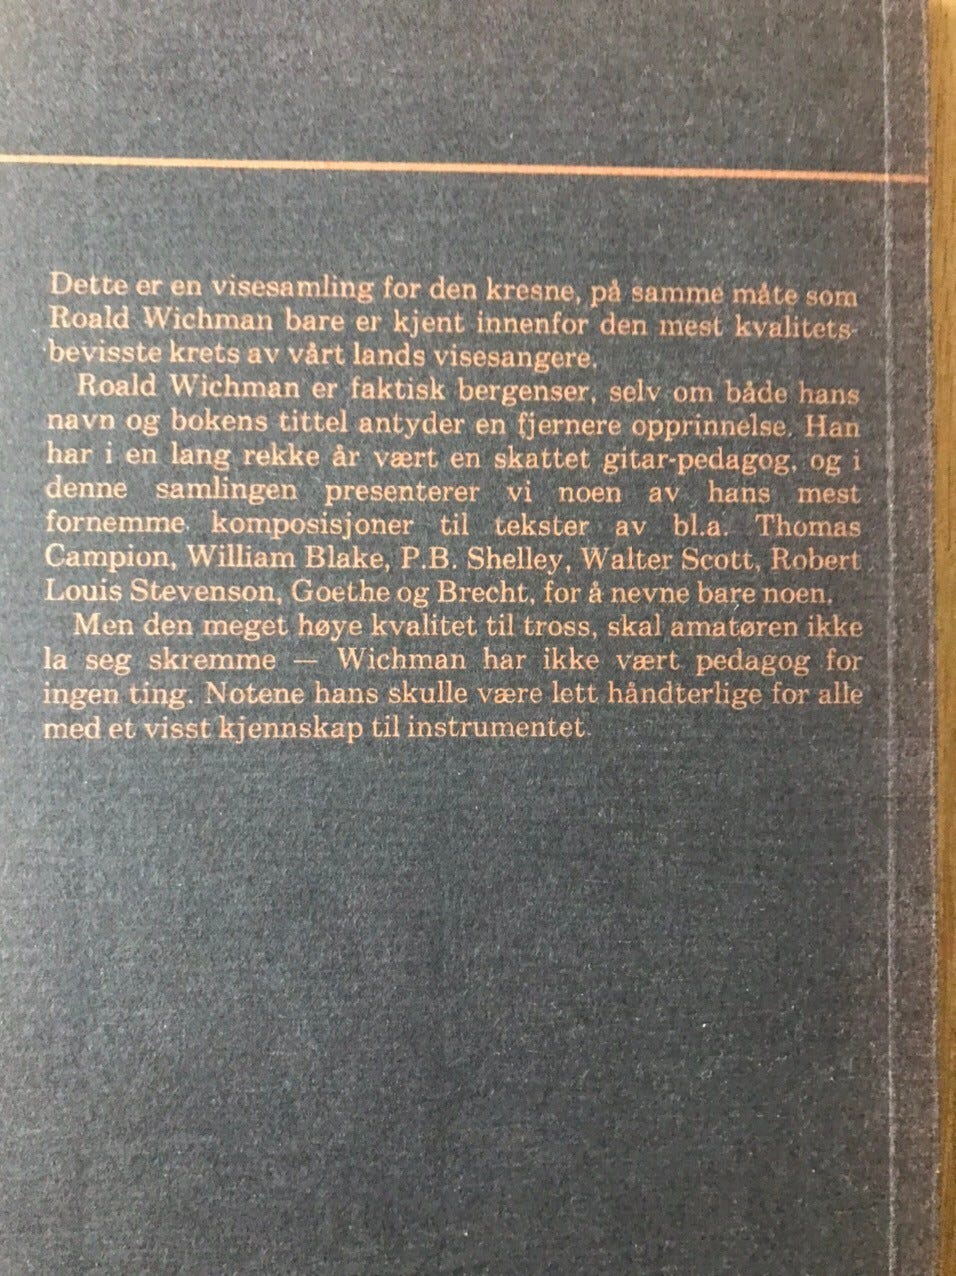 Dette er en visesamling for den kresne, på samme måte som
Roald Wichman bare er kjent innenfor den mest kvalitets-
bevisste krets av vårt lands visesangere.
Roald Wichman er faktisk bergenser, selv om både hans
navn og bokens tittel antyder en fjernere opprinnelse. Han
har i en lang rekke år vært en skattet gitar-pedagog, og i
denne samlingen presenterer vi noen av hans mest
fornemme komposisjoner til tekster av bl.a. Thomas
Campion, William Blake, P.B. Shelley, Walter Scott, Robert
Louis Stevenson, Goethe og Brecht, for å nevne bare noen.
Men den meget høye kvalitet til tross, skal amatøren ikke
la seg skremme — Wichman har ikke vært pedagog for
ingen ting. Notene hans skulle være lett håndterlige for alle
med et visst kjennskap til instrumentet.